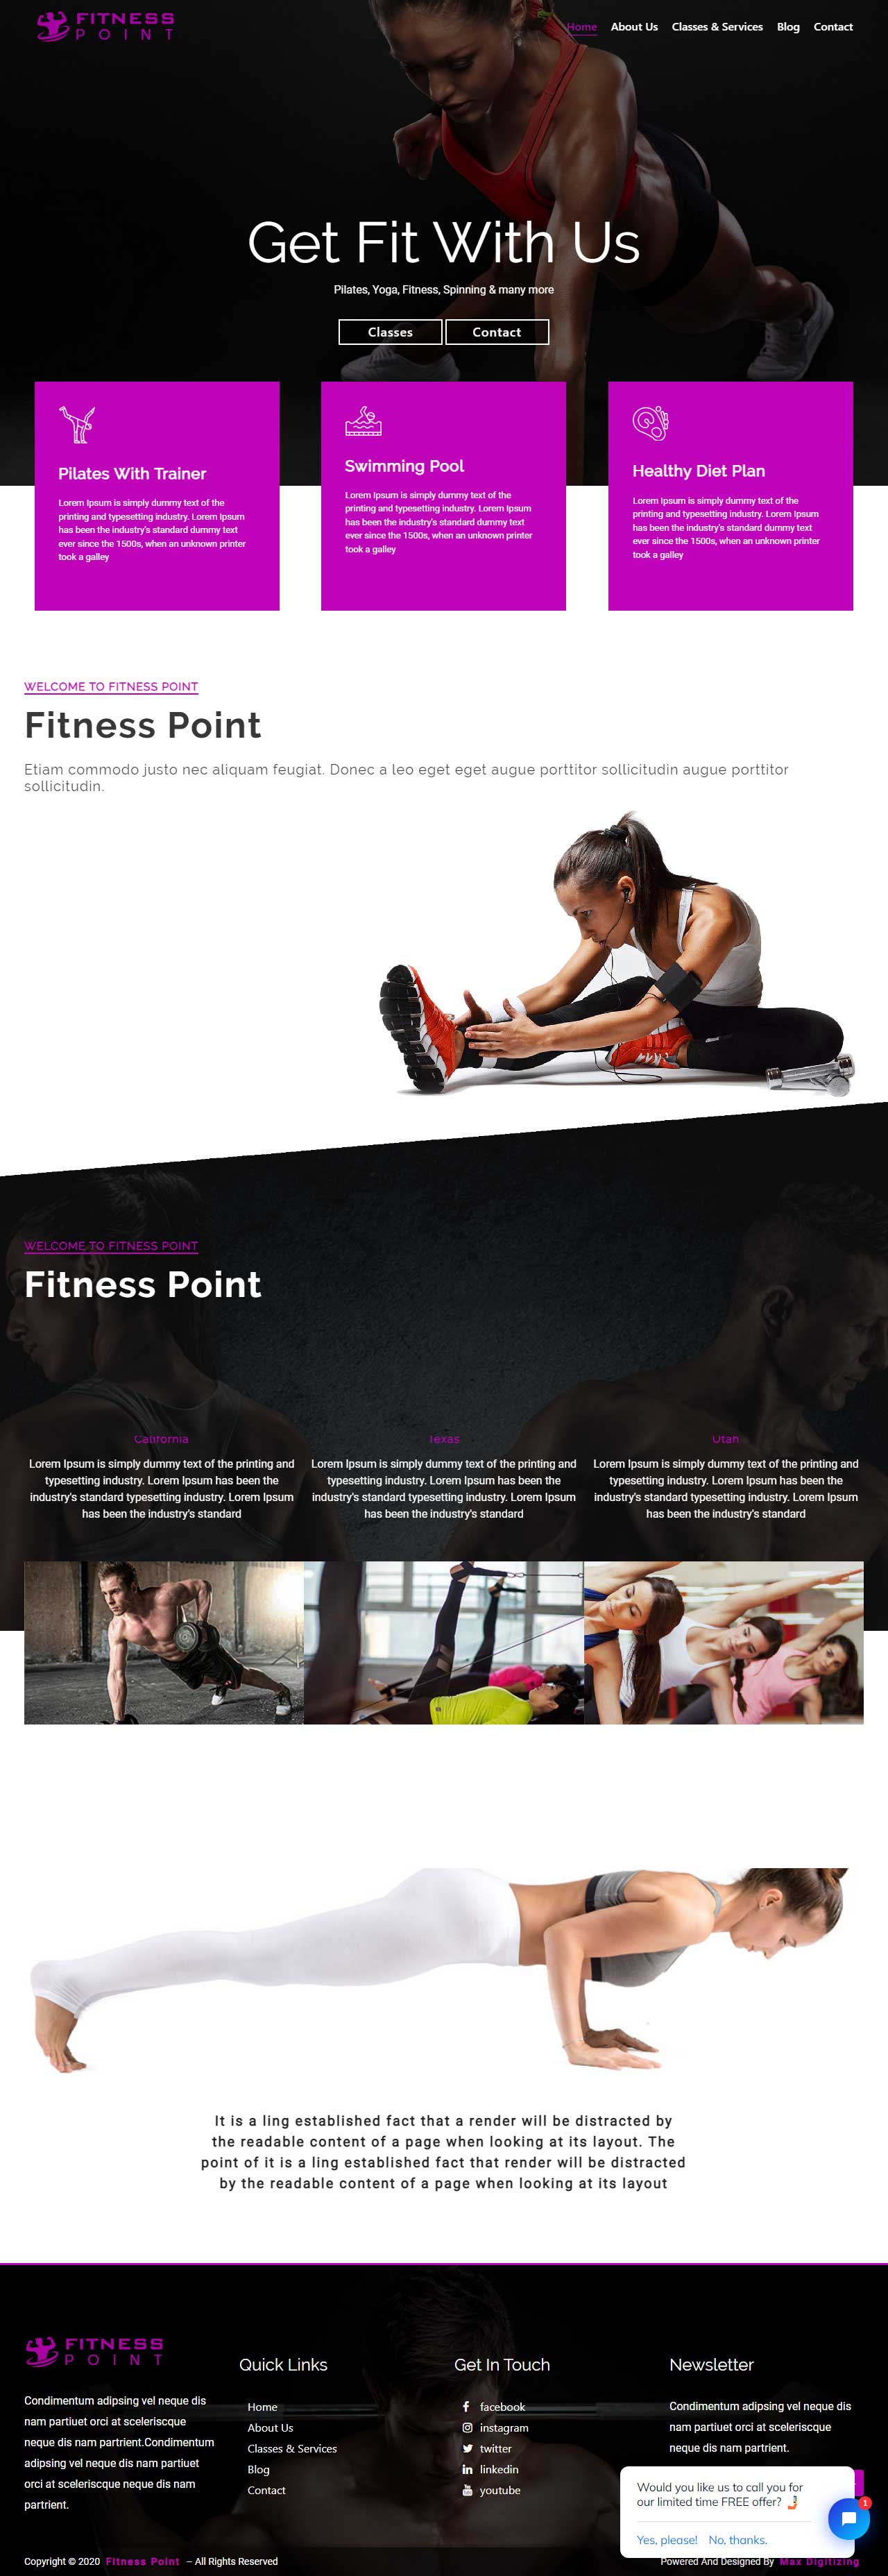 FITNESS
POINT
Home About Us Classes & Services Blog Contact
Get Fit With Us
Pilates, Yoga, Fitness, Spinning & many more
Classes Contact
Pilates With Trainer
Lorem Ipsum is simply dummy text of the
printing and typesetting industry. Lorem Ipsum
has been the industry's standard dummy text
ever since the 1500s, when an unknown printer
took a galley
Swimming Pool
Lorem Ipsum is simply dummy text of the
printing and typesetting industry. Lorem Ipsum
has been the industry's standard dummy text
ever since the 1500s, when an unknown printer
took a galley
Healthy Diet Plan
Lorem Ipsum is simply dummy text of the
printing and typesetting industry. Lorem Ipsum
has been the industry's standard dummy text
ever since the 1500s, when an unknown printer
took a galley
WELCOME TO FITNESS POINT
Fitness Point
Etiam commodo justo nec aliquam feugiat. Donec a leo eget eget augue porttitor sollicitudin augue porttitor
sollicitudin.
WELCOME TO FITNESS POINT
Fitness Point
California
Lorem Ipsum is simply dummy text of the printing and
typesetting industry. Lorem Ipsum has been the
industry's standard typesetting industry. Lorem Ipsum
has been the industry's standard
Texas
Lorem Ipsum is simply dummy text of the printing and
typesetting industry. Lorem Ipsum has been the
industry's standard typesetting industry. Lorem Ipsum
has been the industry's standard
Utah
Lorem Ipsum is simply dummy text of the printing and
typesetting industry. Lorem Ipsum has been the
industry's standard typesetting industry. Lorem Ipsum
has been the industry's standard
It is a ling established fact that a render will be distracted by
the readable content of a page when looking at its layout. The
point of it is a ling established fact that render will be distracted
by the readable content of a page when looking at its layout
FITNESS
POINT
Condimentum adipsing vel neque dis
nam partiuet orci at sceleriscque
neque dis nam partrient.Condimentum
adipsing vel neque dis nam partiuet
orci at sceleriscque neque dis nam
partrient.
Quick Links
Home
About Us
Classes & Services
Blog
Contact
Get In Touch
facebook
instagram
twitter
linkedin
youtube
Newsletter
Condimentum adipsing vel neque dis
nam partiuet orci at sceleriscque
neque dis nam partrient.
Would you like us to call you for
our limited time FREE offer?
Yes, please! No, thanks.
1
Copyright © 2020 Fitness Point – All Rights Reserved
Powered And Designed By Max Digitizing